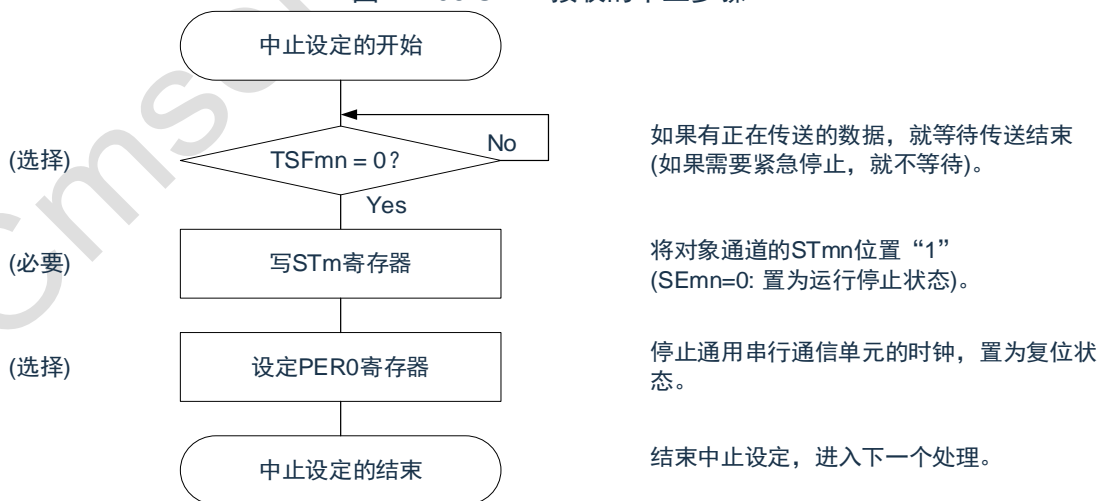 中止设定的开始
(选择)
TSFmn = 0?
No
如果有正在传送的数据，就等待传送结束
(如果需要紧急停止，就不等待)。
Yes
(必要)
写STm寄存器
将对象通道的STmn位置“1”
(SEmn=0: 置为运行停止状态)。
(选择)
设定PER0寄存器
停止通用串行通信单元的时钟，置为复位状
态。
中止设定的结束
结束中止设定，进入下一个处理。